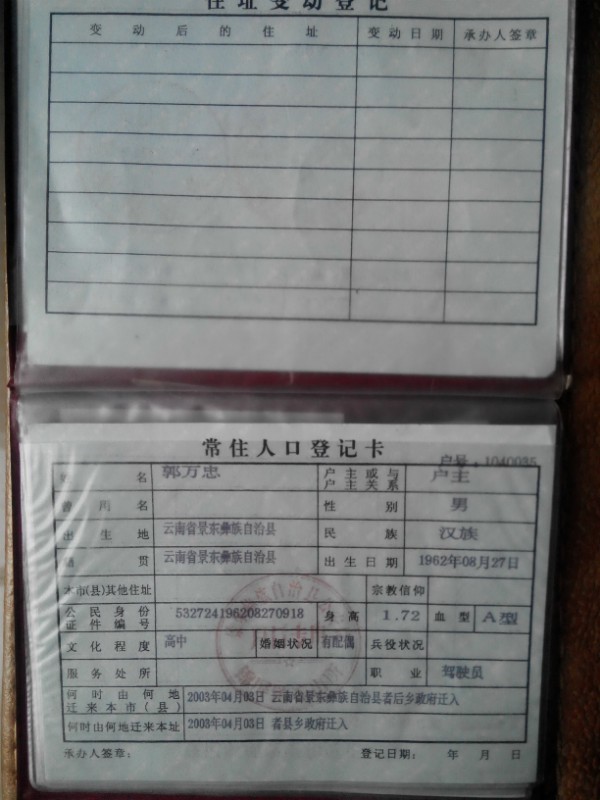 住址变动登记
变动后的住址 变动日期 承办人签章
常住人口登记卡
户号：1040035
姓名 郭万忠 户主或与户主关系 户主
曾用名 性别 男
出生地 云南省景东彝族自治县 民族 汉族
籍贯 云南省景东彝族自治县 出生日期 1962年08月27日
本市(县)其他住址 宗教信仰
公民身份证件编号 532724196208270918 身高 1.72 血型 A型
文化程度 高中 婚姻状况 有配偶 兵役状况
服务处所 职业 驾驶员
何时由何地迁来本市(县) 2003年04月03日 云南省景东彝族自治县者后乡政府迁入
何时由何地迁来本址 2003年04月03日 者县乡政府迁入
承办人签章： 登记日期： 年 月 日